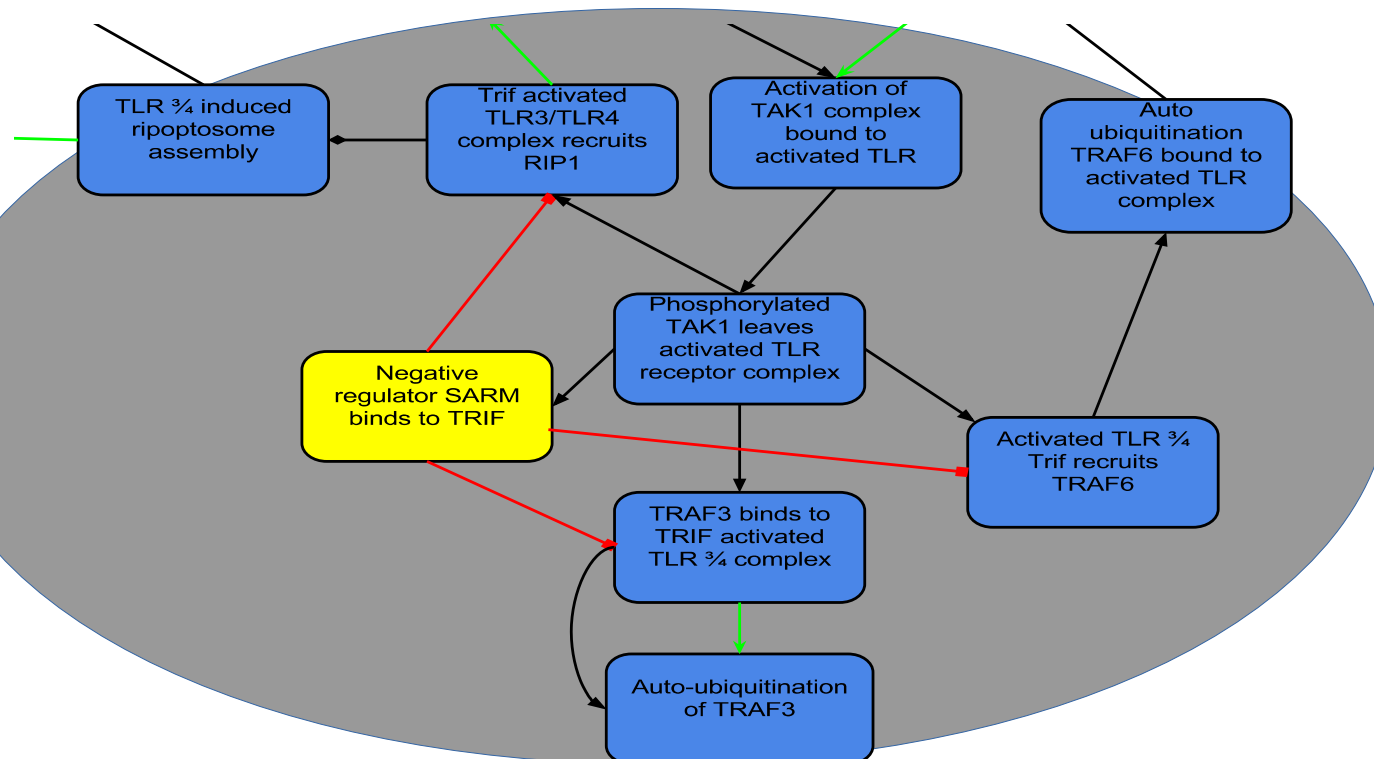 TLR ¾ induced
ripoptosome
assembly
Trif activated
TLR3/TLR4
complex recruits
RIP1
Activation of
TAK1 complex
bound to
activated TLR
Auto
ubiquitination
TRAF6 bound to
activated TLR
complex
Phosphorylated
TAK1 leaves
activated TLR
receptor complex
Negative
regulator SARM
binds to TRIF
Activated TLR ¾
Trif recruits
TRAF6
TRAF3 binds to
TRIF activated
TLR ¾ complex
Auto-ubiquitination
of TRAF3